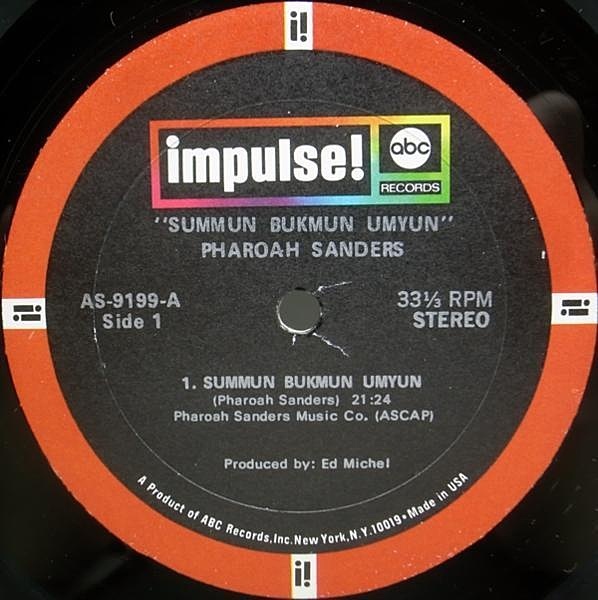 i!
impulse!
abc
RECORDS
"SUMMUN BUKMUN UMYUN"
PHAROAH SANDERS
AS-9199-A
Side 1
33⅓ RPM
STEREO
i!
i!
1. SUMMUN BUKMUN UMYUN
(Pharoah Sanders) 21:24
Pharoah Sanders Music Co. (ASCAP)
Produced by: Ed Michel
A Product of ABC Records, Inc. New York, N.Y. 10019 • Made in USA
i!